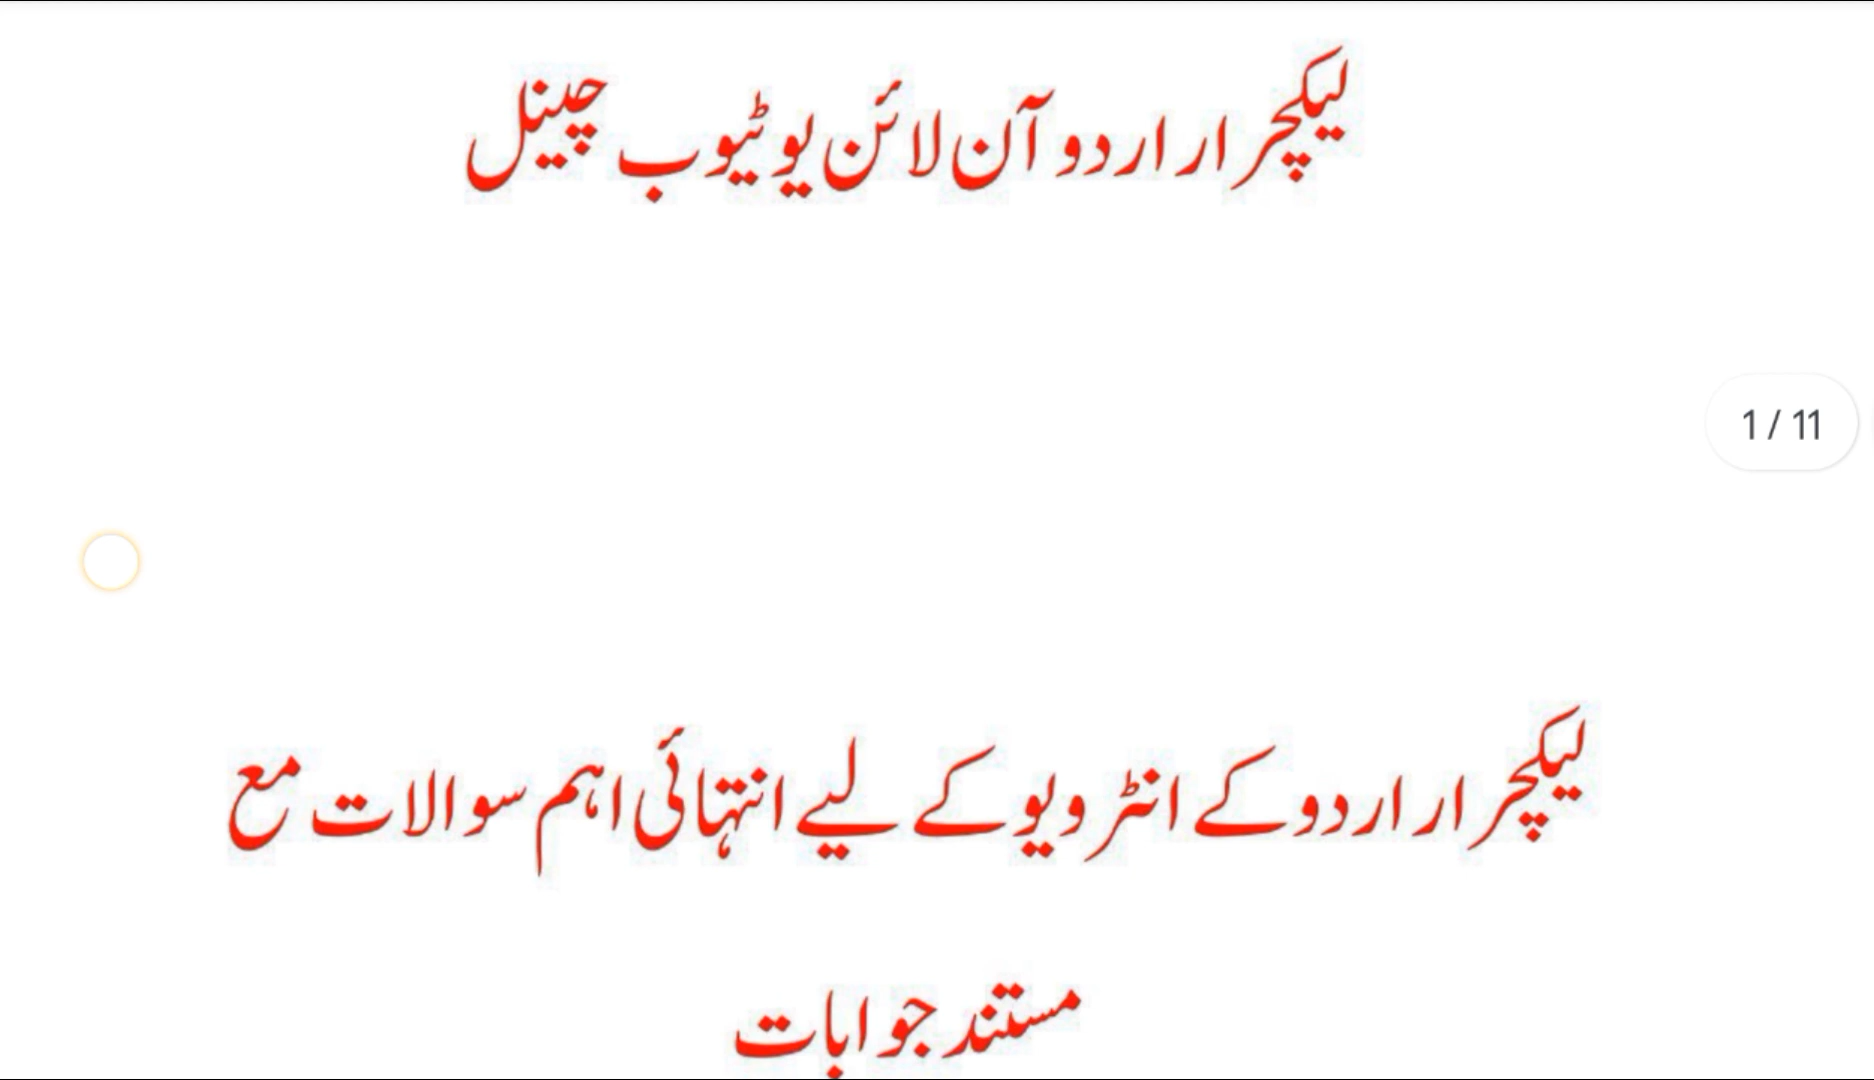 لیکچرار اردو آن لائن یوٹیوب چینل
1 / 11
لیکچرار اردو کے انٹرویو کے لیے انتہائی اہم سوالات مع
مستند جوابات